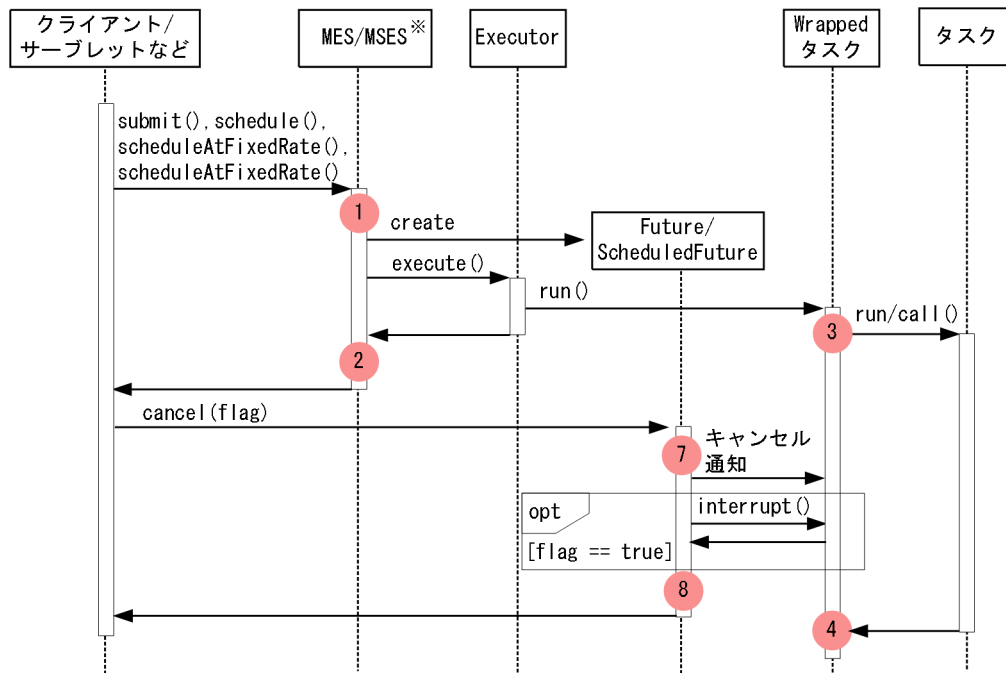 クライアント/
サーブレットなど
MES/MSES※
Executor
Wrapped
タスク
タスク
submit(),schedule(),
scheduleAtFixedRate(),
scheduleAtFixedRate()
1
create
Future/
ScheduledFuture
execute()
run()
3
run/call()
2
cancel(flag)
7
キャンセル
通知
opt
interrupt()
[flag == true]
8
4